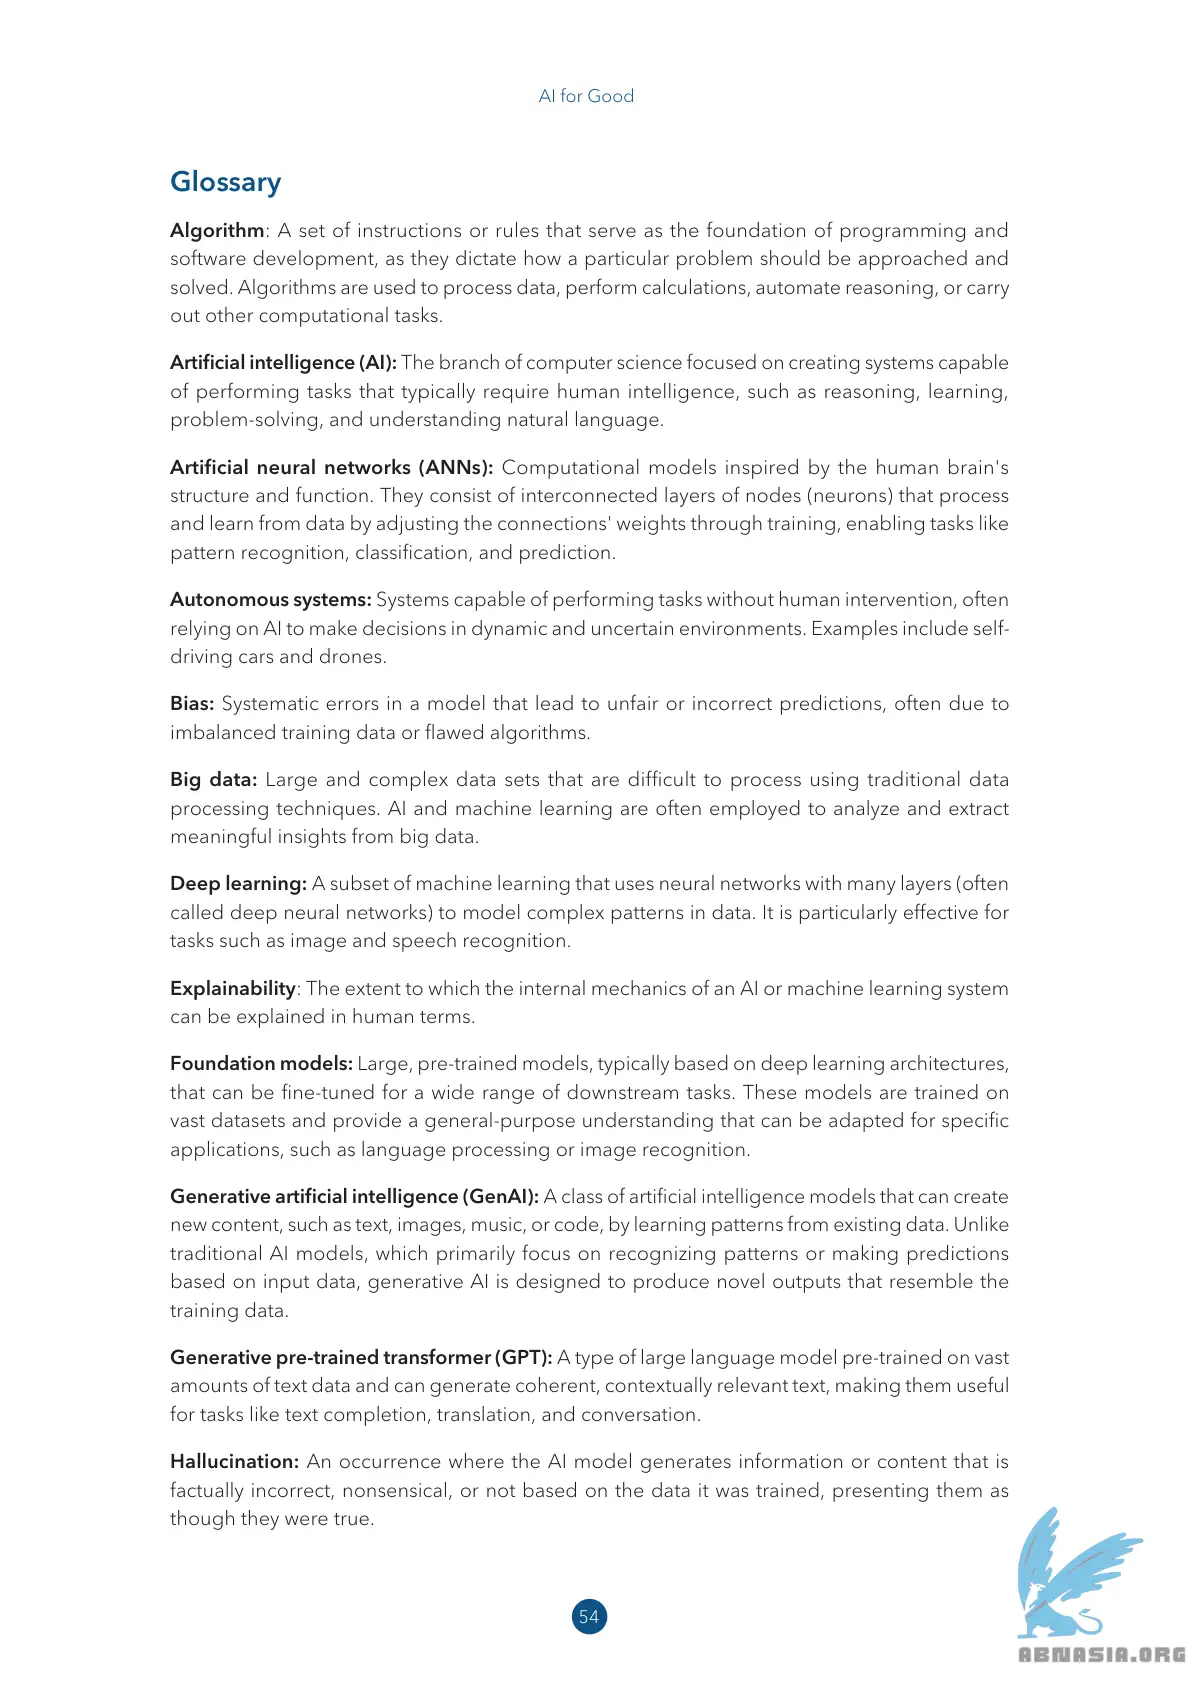 AI for Good
Glossary
Algorithm: A set of instructions or rules that serve as the foundation of programming and
software development, as they dictate how a particular problem should be approached and
solved. Algorithms are used to process data, perform calculations, automate reasoning, or carry
out other computational tasks.
Artificial intelligence (AI): The branch of computer science focused on creating systems capable
of performing tasks that typically require human intelligence, such as reasoning, learning,
problem-solving, and understanding natural language.
Artificial neural networks (ANNs): Computational models inspired by the human brain's
structure and function. They consist of interconnected layers of nodes (neurons) that process
and learn from data by adjusting the connections' weights through training, enabling tasks like
pattern recognition, classification, and prediction.
Autonomous systems: Systems capable of performing tasks without human intervention, often
relying on AI to make decisions in dynamic and uncertain environments. Examples include self-
driving cars and drones.
Bias: Systematic errors in a model that lead to unfair or incorrect predictions, often due to
imbalanced training data or flawed algorithms.
Big data: Large and complex data sets that are difficult to process using traditional data
processing techniques. AI and machine learning are often employed to analyze and extract
meaningful insights from big data.
Deep learning: A subset of machine learning that uses neural networks with many layers (often
called deep neural networks) to model complex patterns in data. It is particularly effective for
tasks such as image and speech recognition.
Explainability: The extent to which the internal mechanics of an AI or machine learning system
can be explained in human terms.
Foundation models: Large, pre-trained models, typically based on deep learning architectures,
that can be fine-tuned for a wide range of downstream tasks. These models are trained on
vast datasets and provide a general-purpose understanding that can be adapted for specific
applications, such as language processing or image recognition.
Generative artificial intelligence (GenAI): A class of artificial intelligence models that can create
new content, such as text, images, music, or code, by learning patterns from existing data. Unlike
traditional AI models, which primarily focus on recognizing patterns or making predictions
based on input data, generative AI is designed to produce novel outputs that resemble the
training data.
Generative pre-trained transformer (GPT): A type of large language model pre-trained on vast
amounts of text data and can generate coherent, contextually relevant text, making them useful
for tasks like text completion, translation, and conversation.
Hallucination: An occurrence where the AI model generates information or content that is
factually incorrect, nonsensical, or not based on the data it was trained, presenting them as
though they were true.
54
ABNASIA.ORG